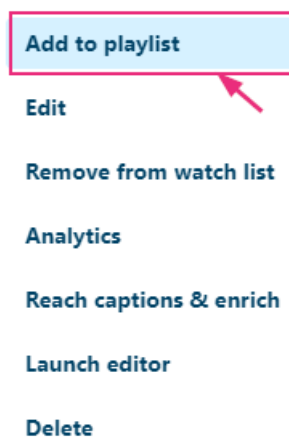 Add to playlist
Edit
Remove from watch list
Analytics
Reach captions & enrich
Launch editor
Delete